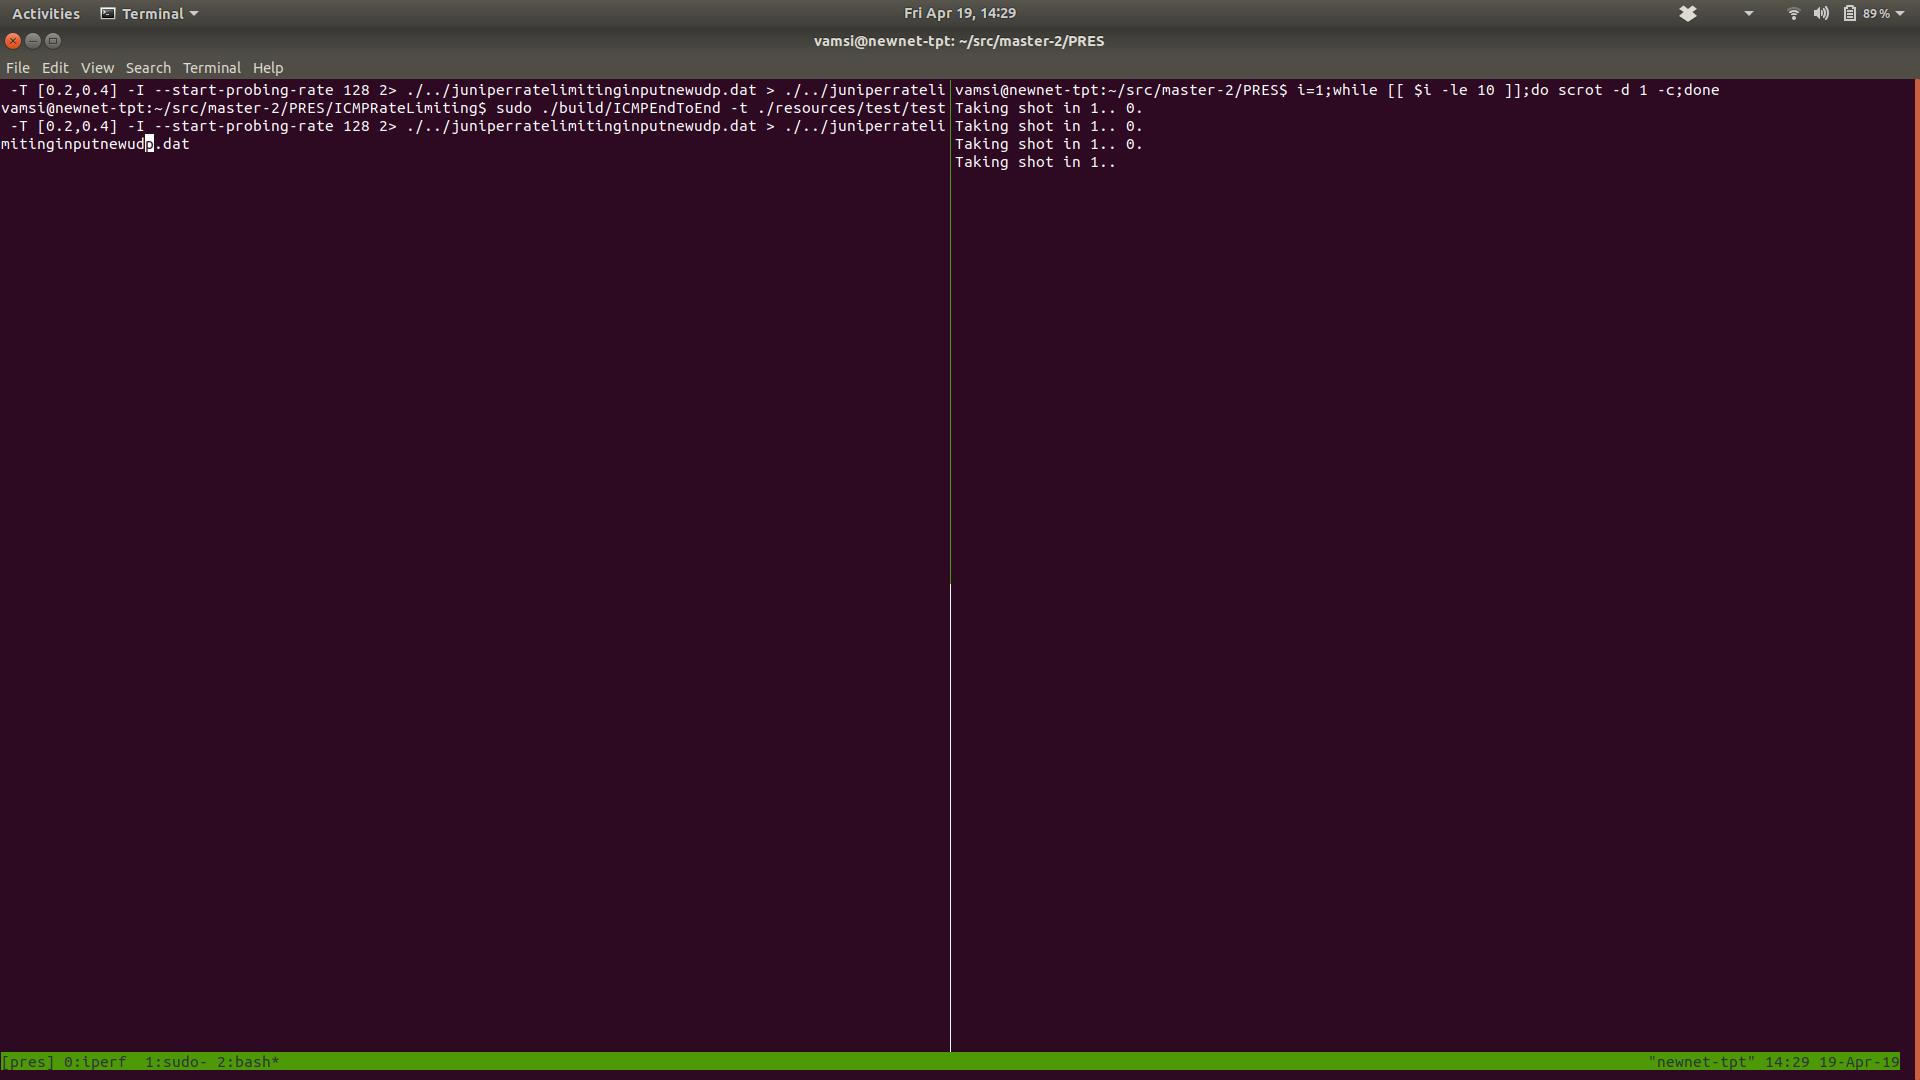 Activities Terminal Fri Apr 19, 14:29 89 %
vamsi@newnet-tpt: ~/src/master-2/PRES
File Edit View Search Terminal Help
-T [0.2,0.4] -I --start-probing-rate 128 2> ./../juniperratelimitinginputnewudp.dat > ./../juniperrateli
vamsi@newnet-tpt:~/src/master-2/PRES/ICMPRateLimiting$ sudo ./build/ICMPEndToEnd -t ./resources/test/test
-T [0.2,0.4] -I --start-probing-rate 128 2> ./../juniperratelimitinginputnewudp.dat > ./../juniperrateli
mitinginputnewudp.dat
vamsi@newnet-tpt:~/src/master-2/PRES$ i=1;while [[ $i -le 10 ]];do scrot -d 1 -c;done
Taking shot in 1.. 0.
Taking shot in 1.. 0.
Taking shot in 1.. 0.
Taking shot in 1..
[pres] 0:iperf  1:sudo- 2:bash* "newnet-tpt" 14:29 19-Apr-19